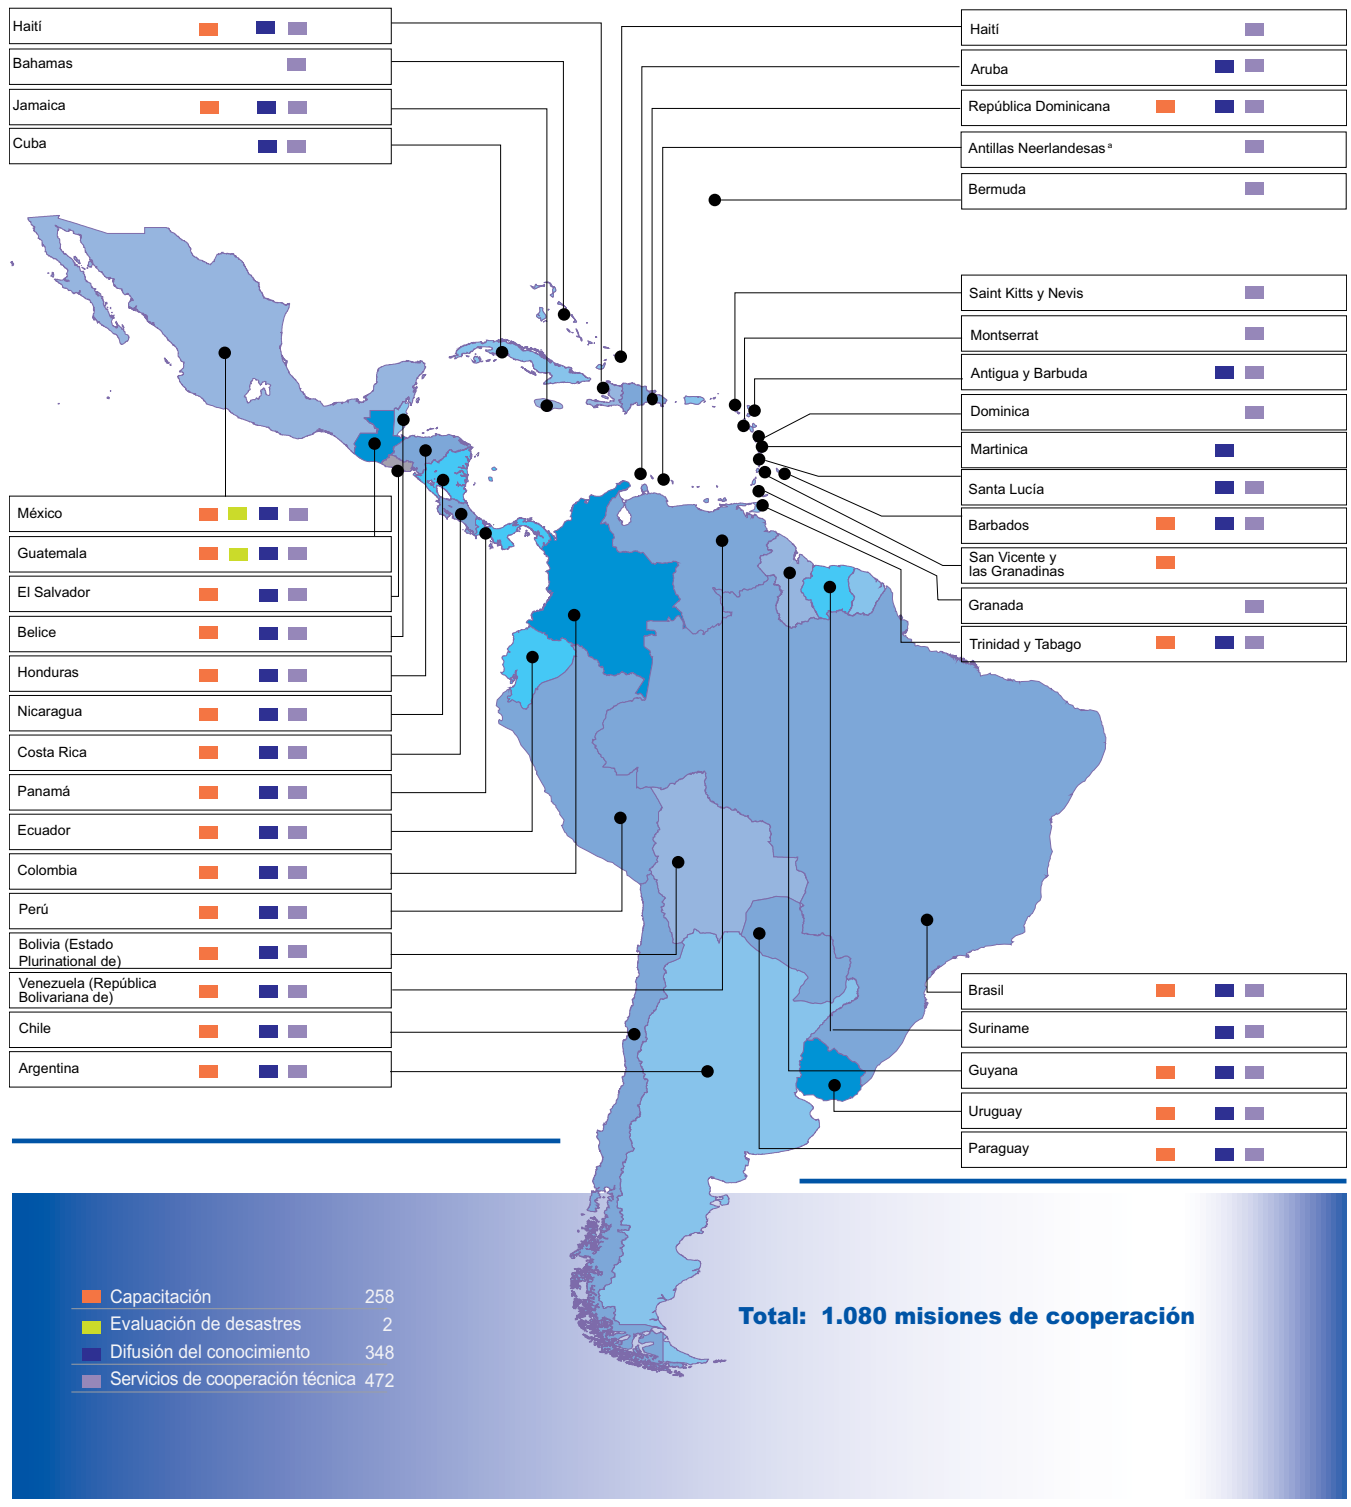 Haití
Bahamas
Jamaica
Cuba
Haití
Aruba
República Dominicana
Antillas Neerlandesas ª
Bermuda
Saint Kitts y Nevis
Montserrat
Antigua y Barbuda
Dominica
Martinica
Santa Lucía
Barbados
San Vicente y
las Granadinas
Granada
Trinidad y Tabago
México
Guatemala
El Salvador
Belice
Honduras
Nicaragua
Costa Rica
Panamá
Ecuador
Colombia
Perú
Bolivia (Estado
Plurinational de)
Venezuela (República
Bolivariana de)
Chile
Argentina
Brasil
Suriname
Guyana
Uruguay
Paraguay
Capacitación 258
Evaluación de desastres 2
Difusión del conocimiento 348
Servicios de cooperación técnica 472
Total: 1.080 misiones de cooperación